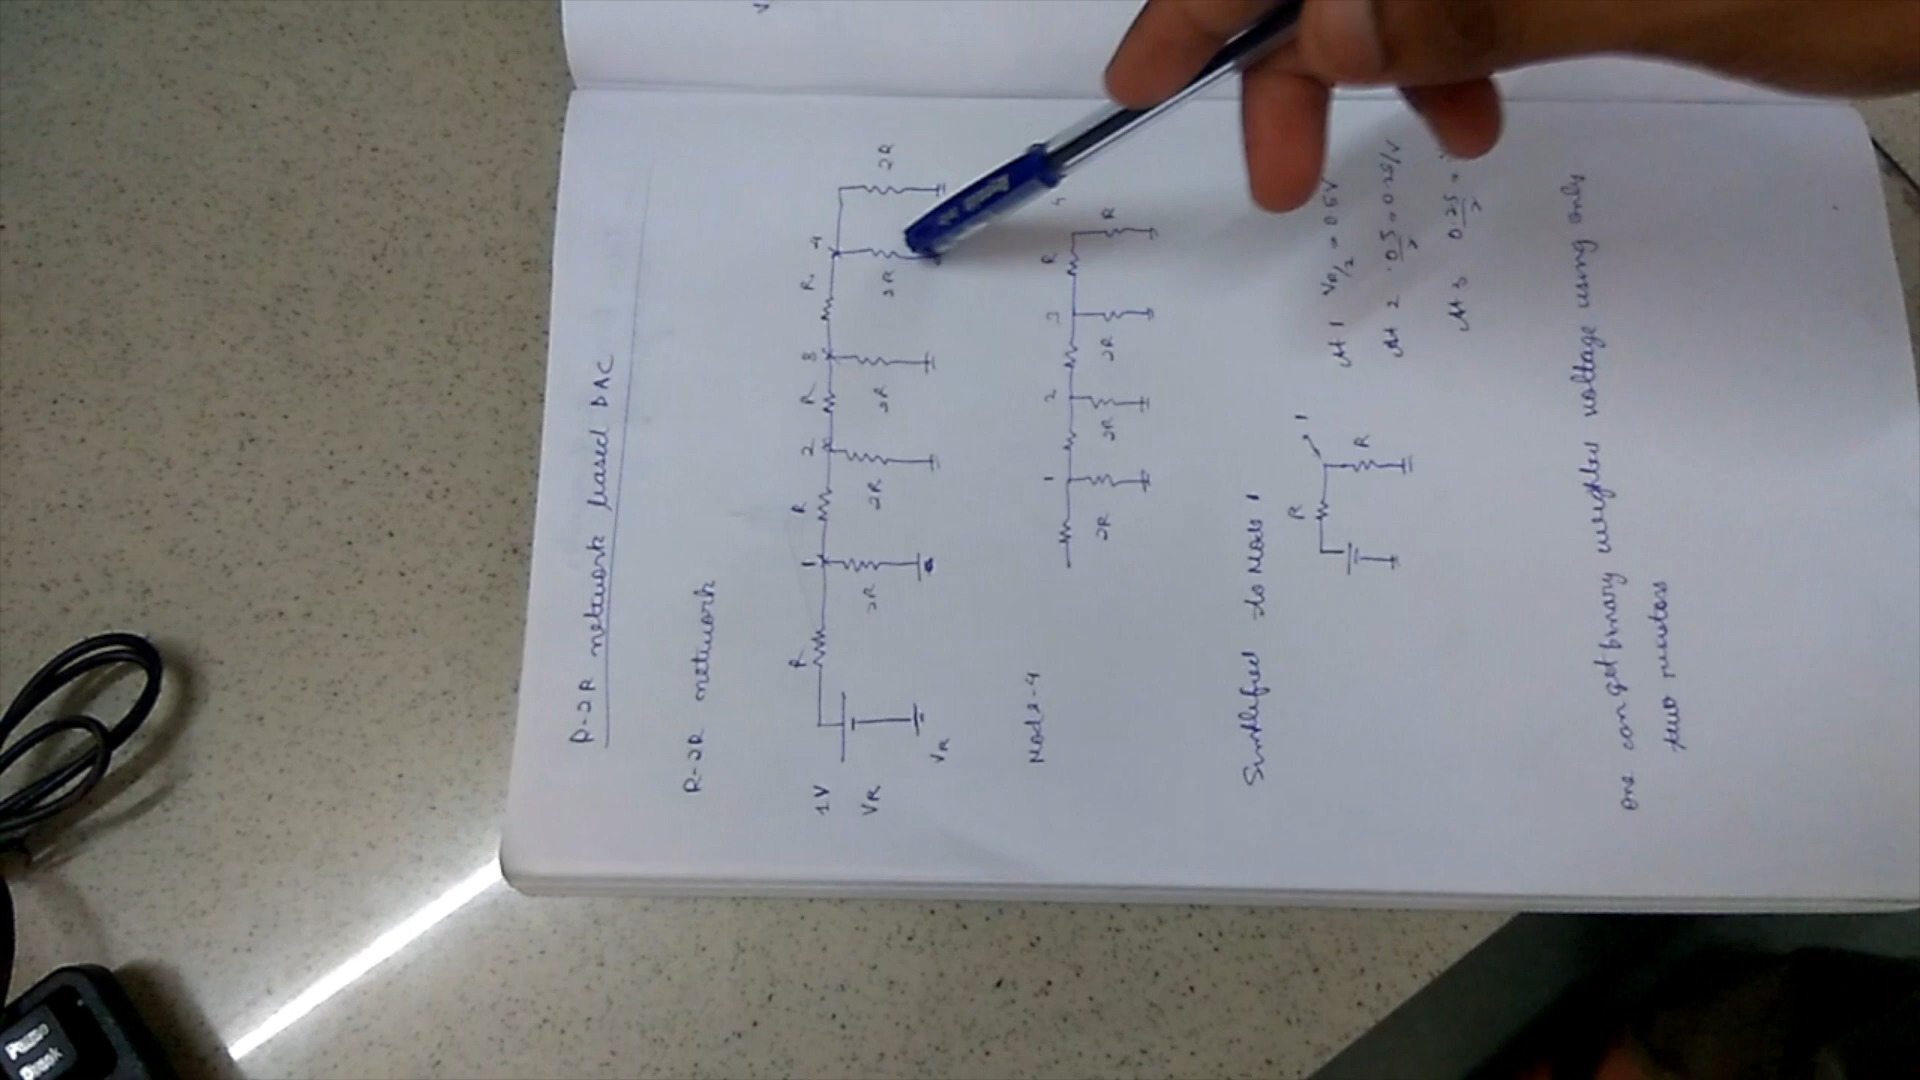 R-2R network based DAC
R-2R network
1V
VR
R 1 R 2 R 3 R 4
2R 2R 2R 2R 2R
VR
Node-4
1 2 3 R 4
2R 2R 2R R
Simplified to Node 1
R 1
R
At 1 VR/2 = 0.5V
At 2 0.5/2 = 0.25/V
At 3 0.25/2 =
one can get binary weighted voltage using only
two resistors
Pause
Break